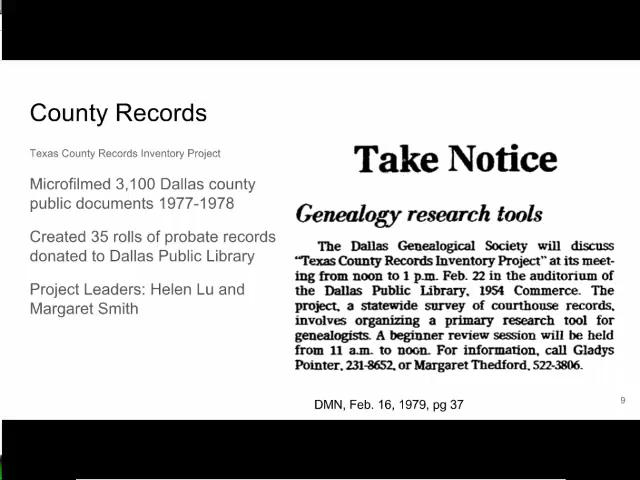 County Records
Texas County Records Inventory Project
Microfilmed 3,100 Dallas county
public documents 1977-1978
Created 35 rolls of probate records
donated to Dallas Public Library
Project Leaders: Helen Lu and
Margaret Smith
Take Notice
Genealogy research tools
The Dallas Genealogical Society will discuss
"Texas County Records Inventory Project" at its meet-
ing from noon to 1 p.m. Feb. 22 in the auditorium of
the Dallas Public Library, 1954 Commerce. The
project, a statewide survey of courthouse records,
involves organizing a primary research tool for
genealogists. A beginner review session will be held
from 11 a.m. to noon. For information, call Gladys
Pointer, 231-8652, or Margaret Thedford, 522-3806.
DMN, Feb. 16, 1979, pg 37
9